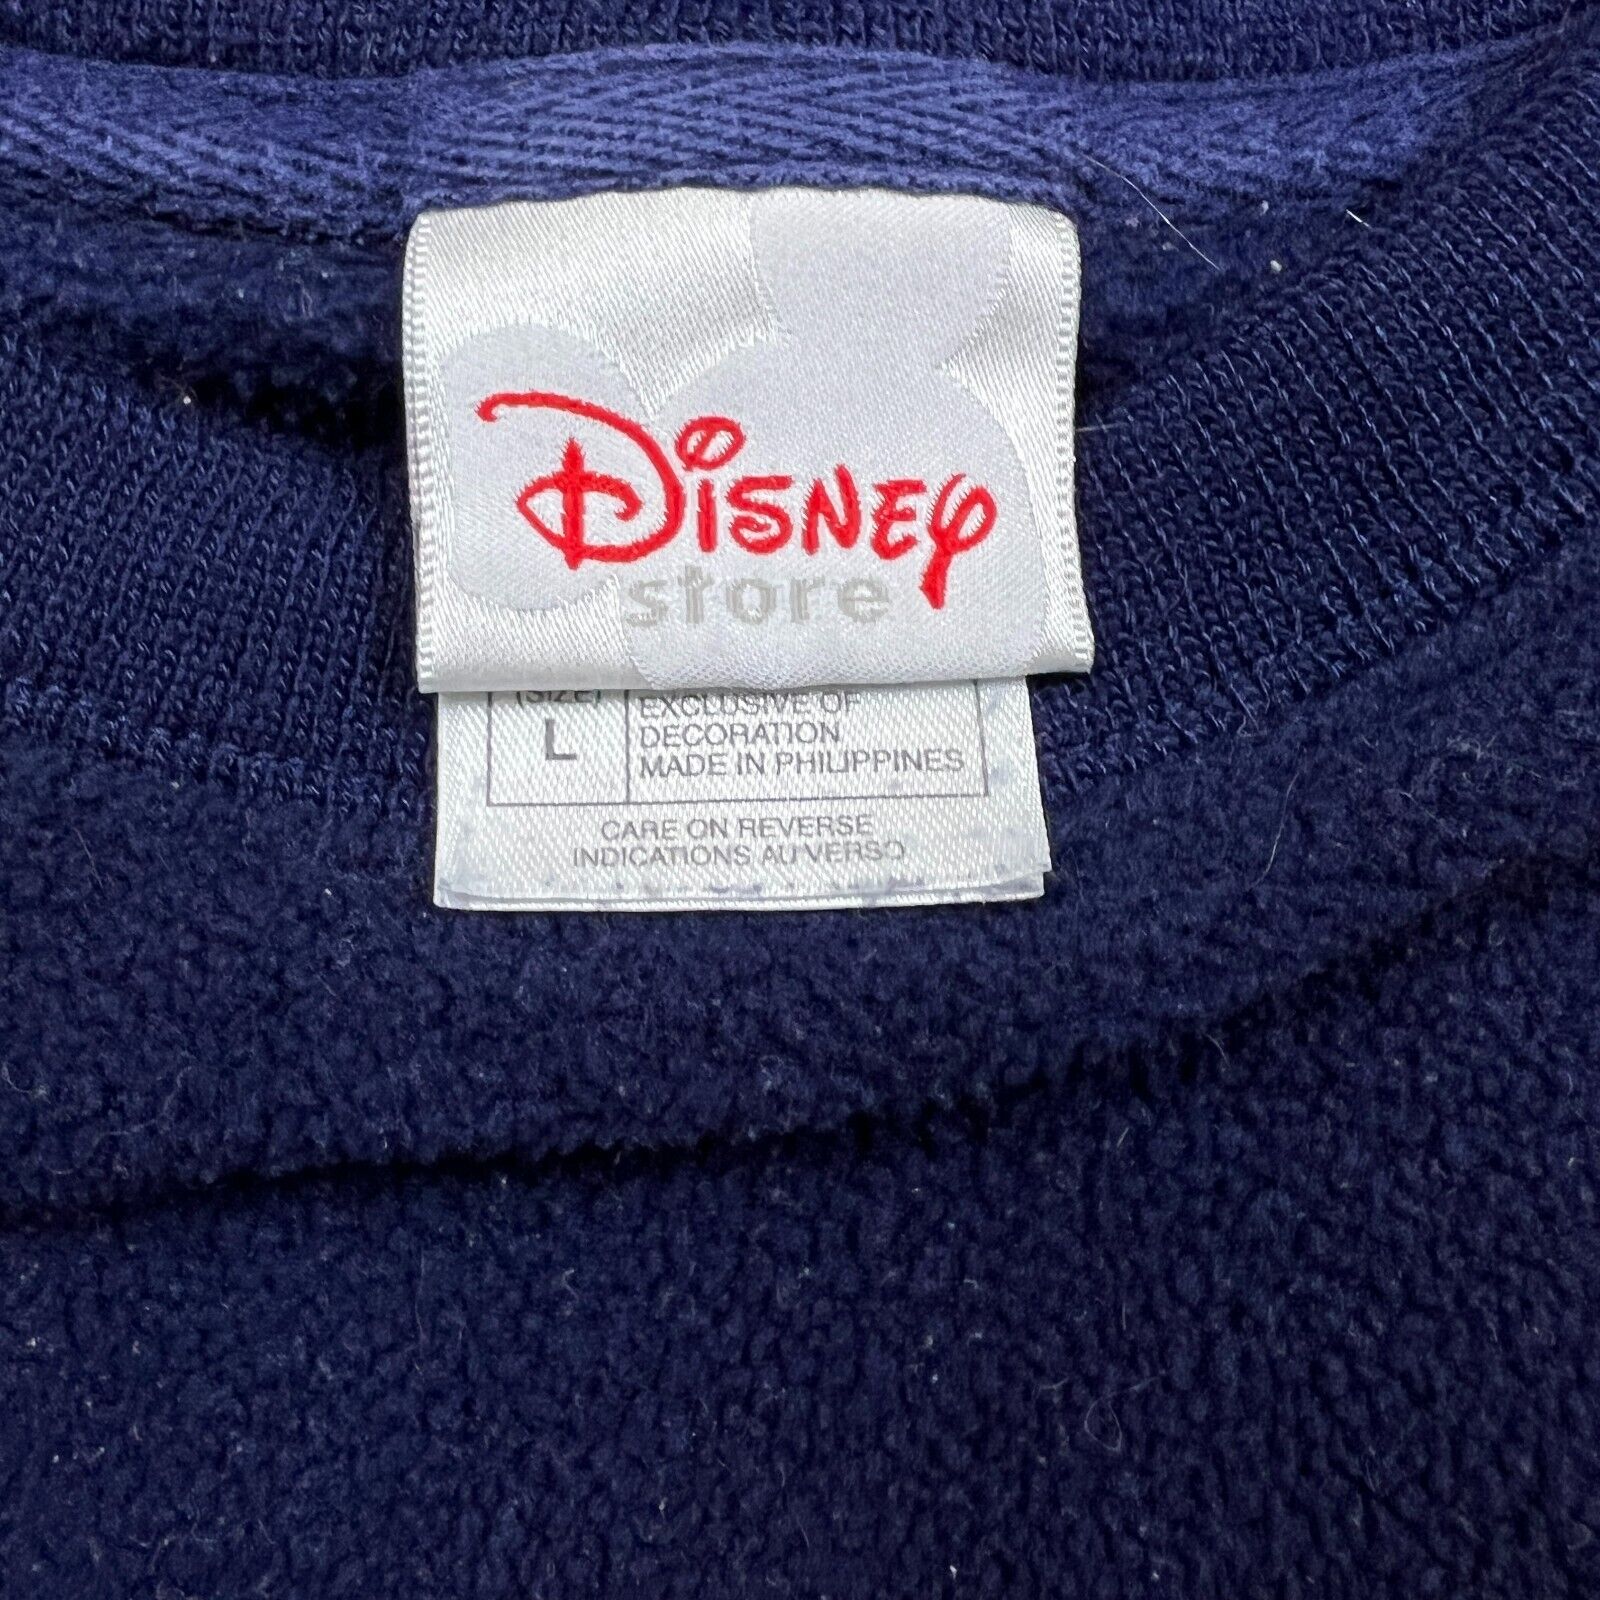 Disney
store
(SIZE)
L
EXCLUSIVE OF
DECORATION
MADE IN PHILIPPINES
CARE ON REVERSE
INDICATIONS AU VERSO